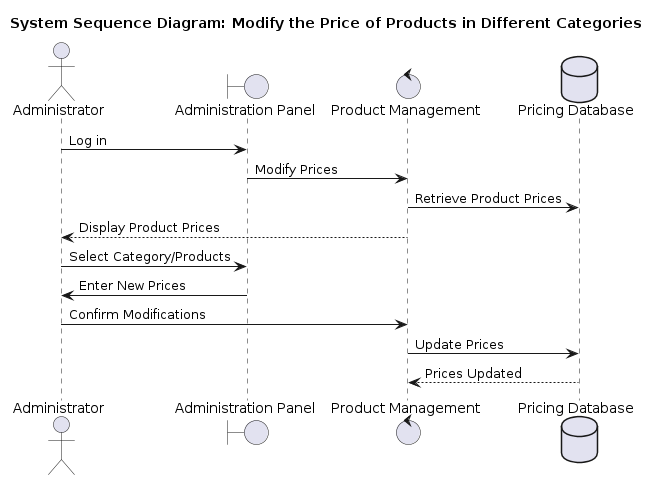 System Sequence Diagram: Modify the Price of Products in Different Categories
Administrator Administration Panel Product Management Pricing Database
Log in
Modify Prices
Retrieve Product Prices
Display Product Prices
Select Category/Products
Enter New Prices
Confirm Modifications
Update Prices
Prices Updated
Administrator Administration Panel Product Management Pricing Database